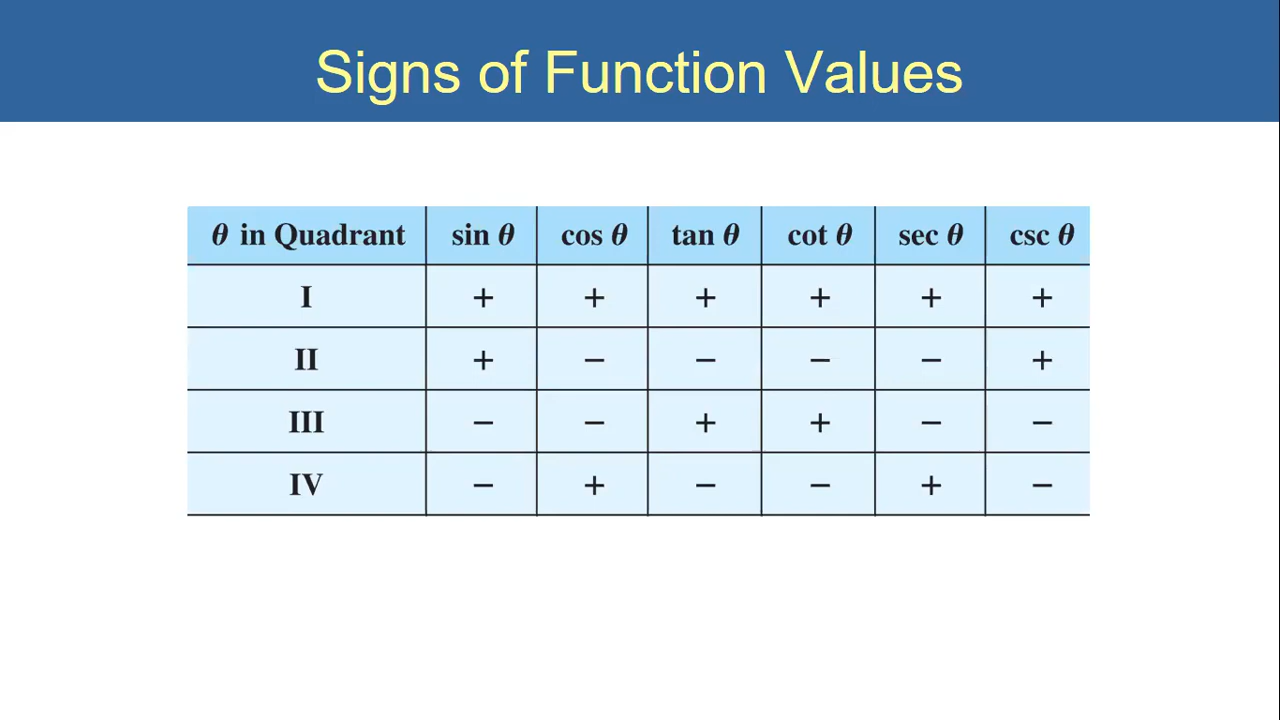 Signs of Function Values
θ in Quadrant sin θ cos θ tan θ cot θ sec θ csc θ
I + + + + + +
II + − − − − +
III − − + + − −
IV − + − − + −